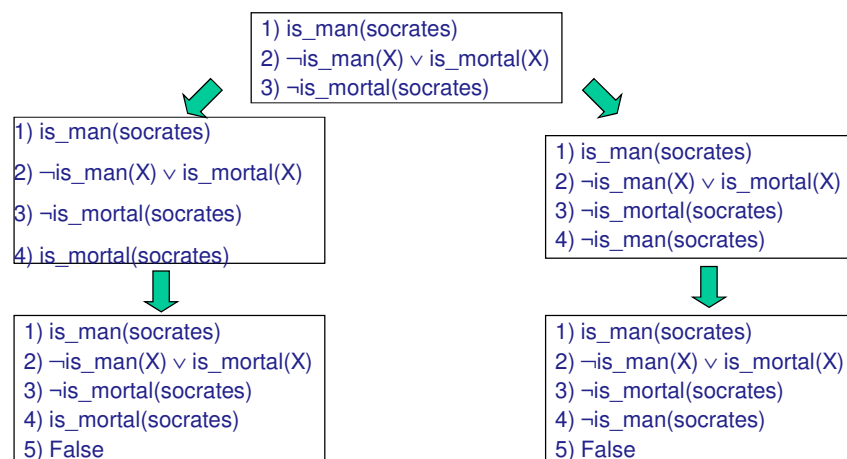 1) is_man(socrates)
2) ¬is_man(X) ∨ is_mortal(X)
3) ¬is_mortal(socrates)
1) is_man(socrates)
2) ¬is_man(X) ∨ is_mortal(X)
3) ¬is_mortal(socrates)
4) is_mortal(socrates)
1) is_man(socrates)
2) ¬is_man(X) ∨ is_mortal(X)
3) ¬is_mortal(socrates)
4) ¬is_man(socrates)
1) is_man(socrates)
2) ¬is_man(X) ∨ is_mortal(X)
3) ¬is_mortal(socrates)
4) is_mortal(socrates)
5) False
1) is_man(socrates)
2) ¬is_man(X) ∨ is_mortal(X)
3) ¬is_mortal(socrates)
4) ¬is_man(socrates)
5) False